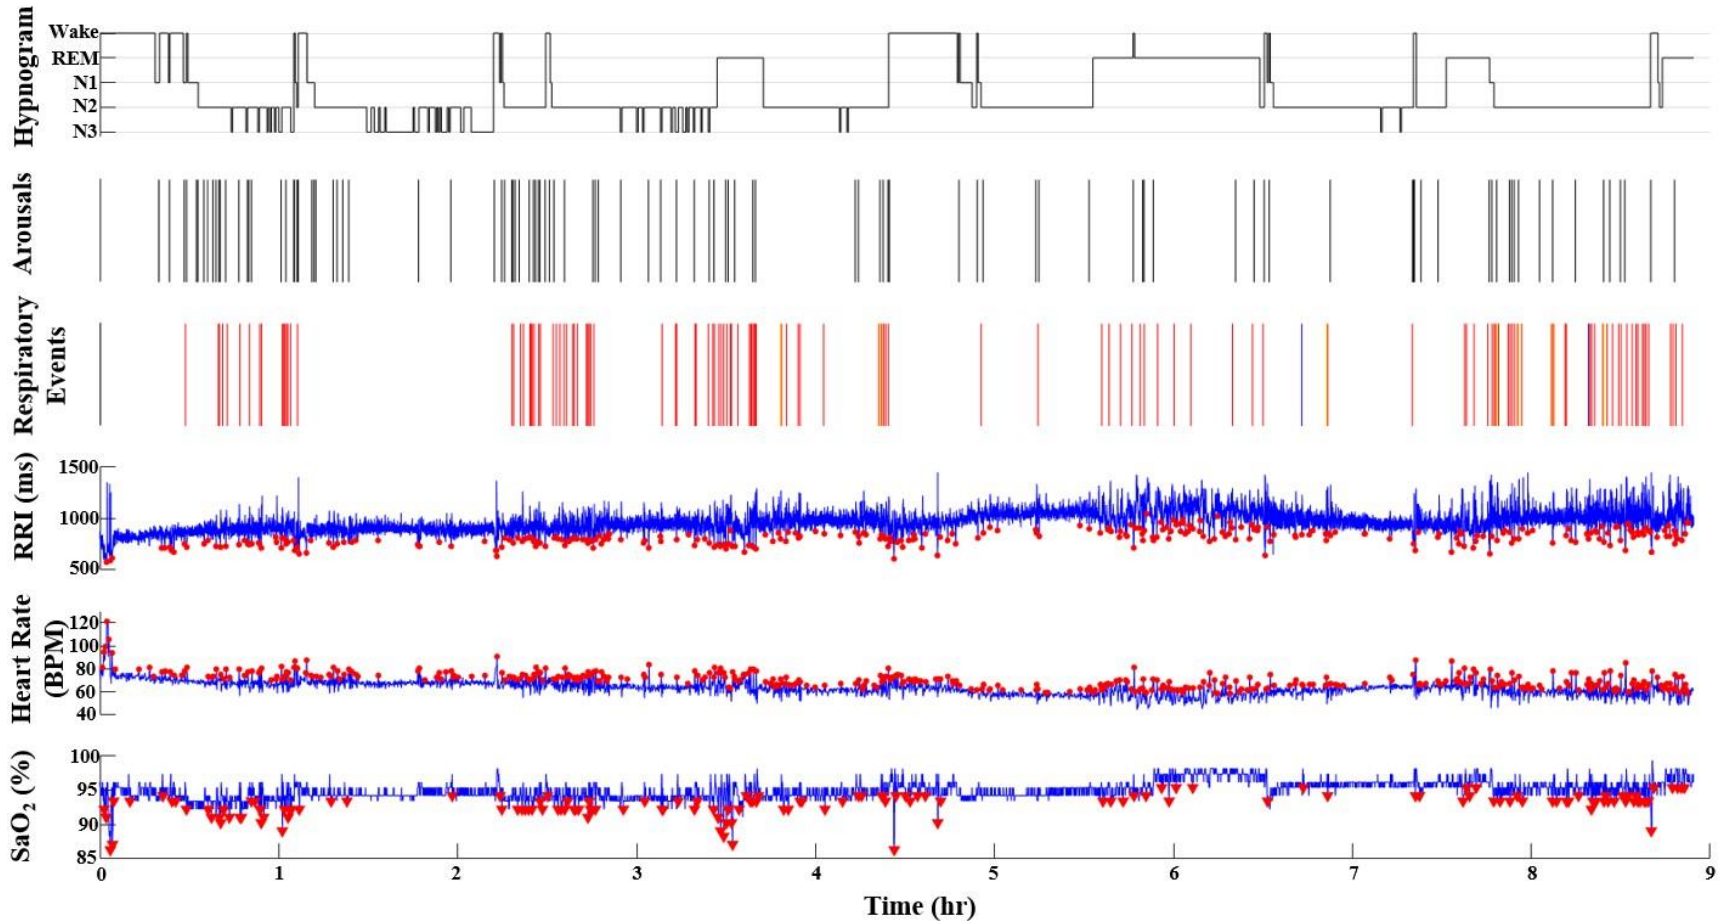 Hypnogram
Wake
REM
N1
N2
N3
Arousals
Respiratory
Events
RRI (ms)
1500
1000
500
Heart Rate
(BPM)
120
100
80
60
40
SaO2 (%)
100
95
90
85
0 1 2 3 4 5 6 7 8 9
Time (hr)